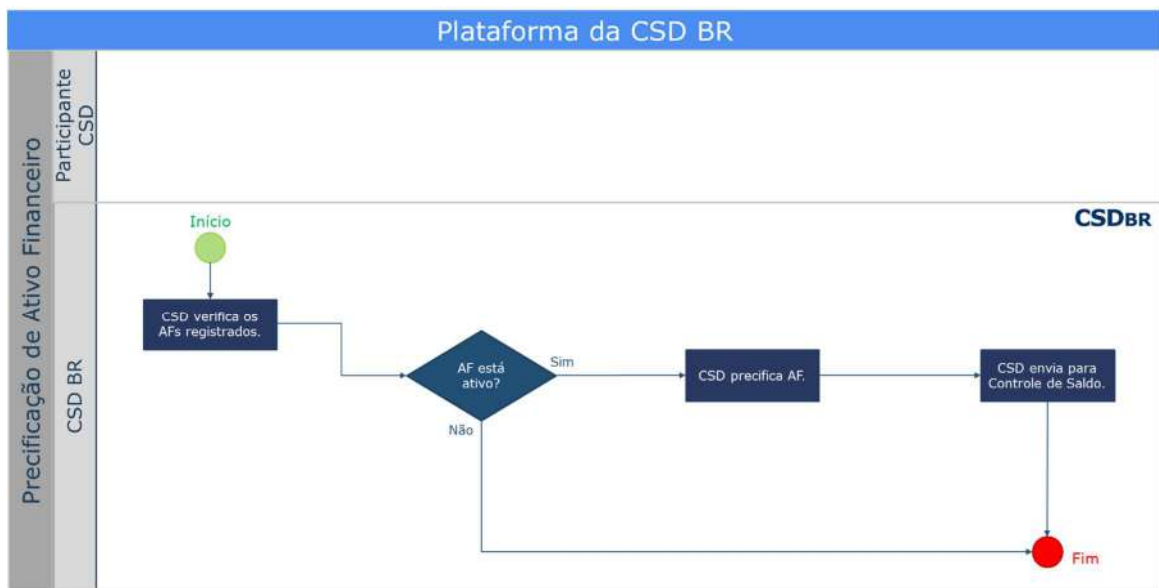 Plataforma da CSD BR
Precificação de Ativo Financeiro
Participante
CSD
CSD BR
CSDBR
Início
CSD verifica os
AFs registrados.
AF está
ativo?
Sim
Não
CSD precifica AF.
CSD envia para
Controle de Saldo.
Fim